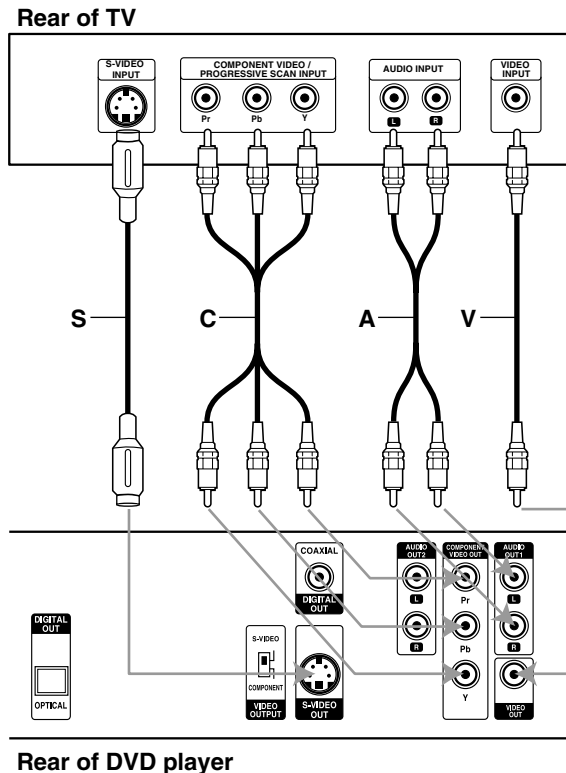 Rear of TV
S-VIDEO
INPUT
COMPONENT VIDEO /
PROGRESSIVE SCAN INPUT
Pr
Pb
Y
AUDIO INPUT
L
R
VIDEO
INPUT
S
C
A
V
COAXIAL
DIGITAL
OUT
AUDIO
OUT2
L
R
COMPONENT
VIDEO OUT
Pr
Pb
Y
AUDIO
OUT1
L
R
VIDEO
OUT
DIGITAL
OUT
OPTICAL
S-VIDEO
COMPONENT
VIDEO
OUTPUT
S-VIDEO
OUT
Rear of DVD player